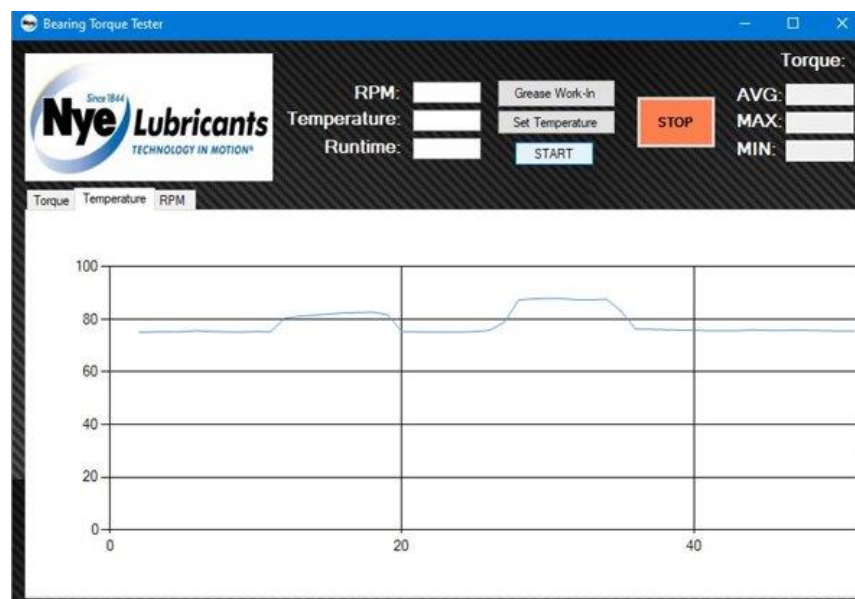 Bearing Torque Tester
Since 1844
Nye Lubricants
TECHNOLOGY IN MOTION®
RPM:
Temperature:
Runtime:
Grease Work-In
Set Temperature
START
STOP
Torque:
AVG:
MAX:
MIN:
Torque Temperature RPM
100
80
60
40
20
0
0 20 40